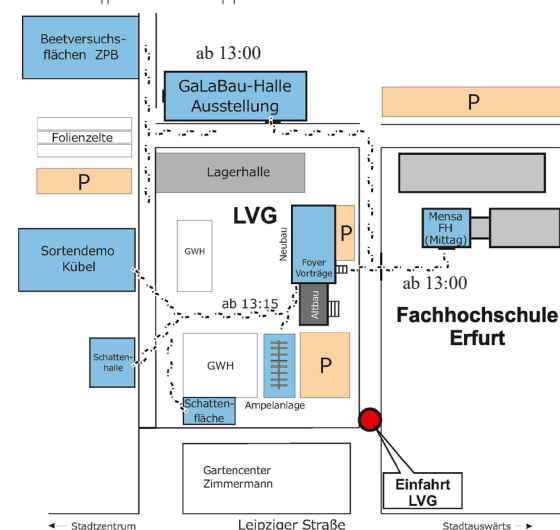 Beetversuchs-
flächen ZPB
ab 13:00
GaLaBau-Halle
Ausstellung
P
Folienzelte
P
Lagerhalle
LVG
GWH
Neubau
P
Foyer
Vorträge
Altbau
Mensa
FH
(Mittag)
ab 13:00
Sortendemo
Kübel
ab 13:15
Fachhochschule
Erfurt
Schatten-
halle
GWH
P
Schatten-
fläche
Ampelanlage
Einfahrt
LVG
Gartencenter
Zimmermann
Stadtzentrum
Leipziger Straße
Stadtauswärts